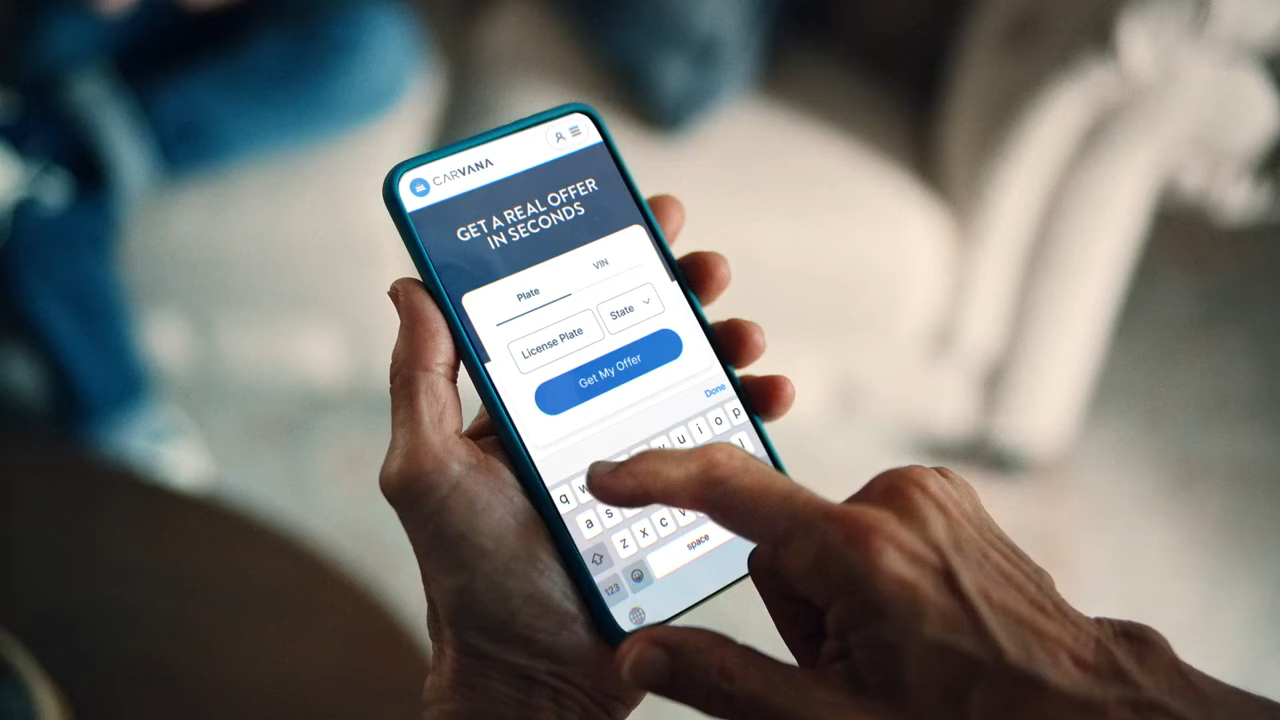 CARVANA
GET A REAL OFFER
IN SECONDS
Plate VIN
License Plate State
Get My Offer
Done
q w y u i o p
a s l
z x c v
123 space